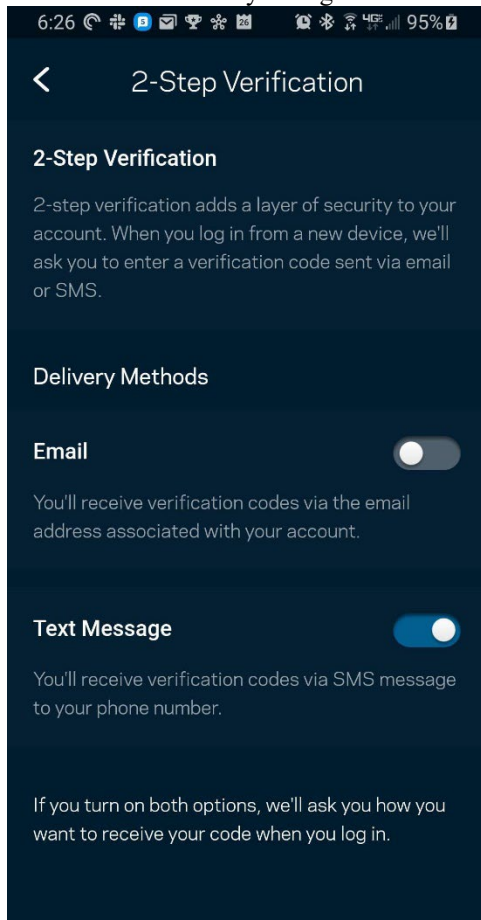 6:26 26 4GE 95%
2-Step Verification
2-Step Verification
2-step verification adds a layer of security to your
account. When you log in from a new device, we'll
ask you to enter a verification code sent via email
or SMS.
Delivery Methods
Email
You'll receive verification codes via the email
address associated with your account.
Text Message
You'll receive verification codes via SMS message
to your phone number.
If you turn on both options, we'll ask you how you
want to receive your code when you log in.